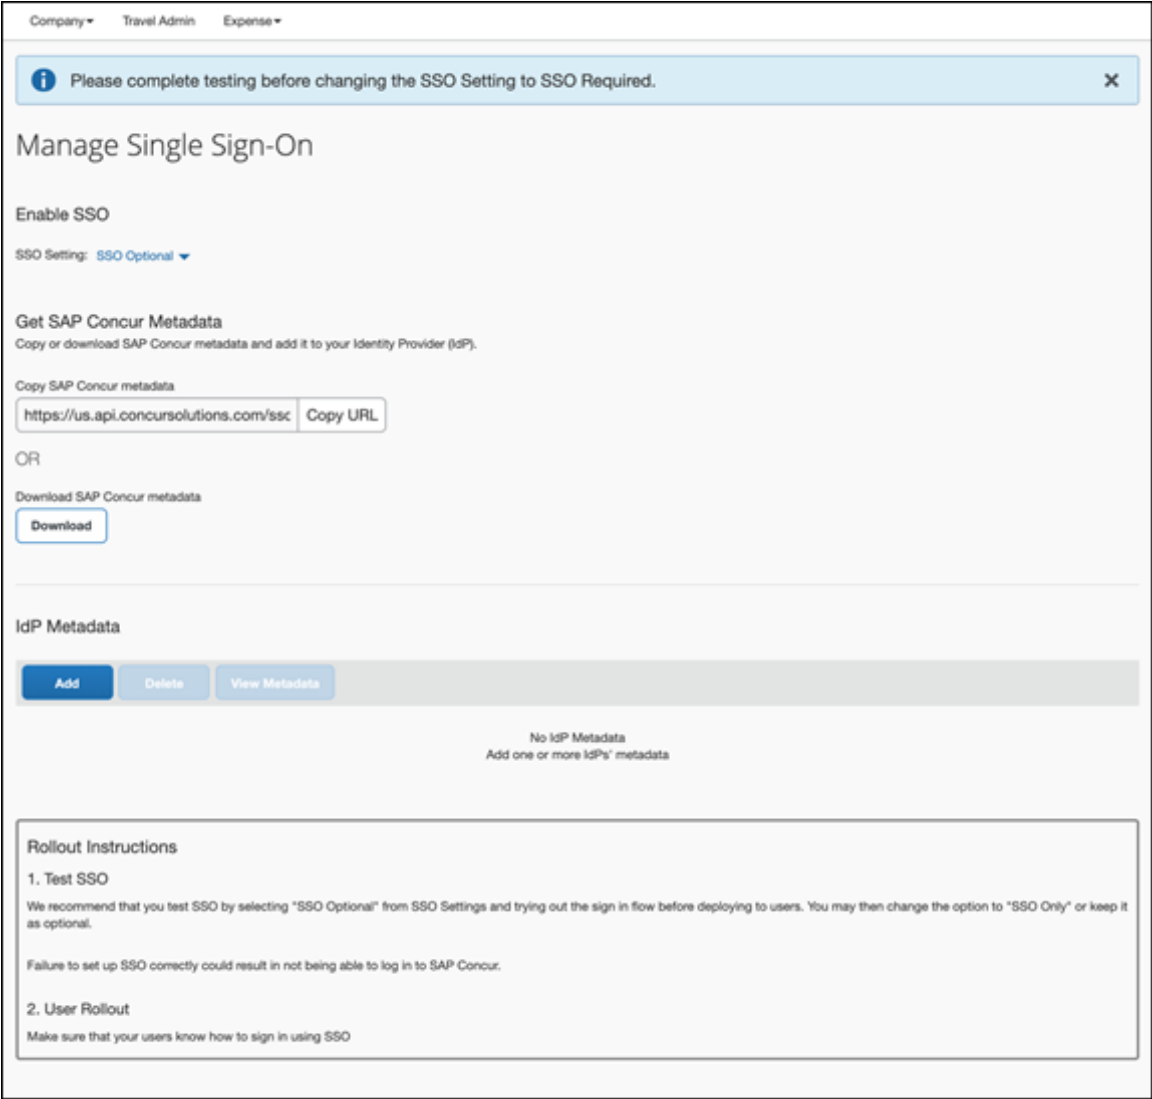 Company Travel Admin Expense
Please complete testing before changing the SSO Setting to SSO Required.
Manage Single Sign-On
Enable SSO
SSO Setting: SSO Optional
Get SAP Concur Metadata
Copy or download SAP Concur metadata and add it to your Identity Provider (IdP).
Copy SAP Concur metadata
https://us.api.concursolutions.com/ssc Copy URL
OR
Download SAP Concur metadata
Download
IdP Metadata
Add Delete View Metadata
No IdP Metadata
Add one or more IdPs' metadata
Rollout Instructions
1. Test SSO
We recommend that you test SSO by selecting "SSO Optional" from SSO Settings and trying out the sign in flow before deploying to users. You may then change the option to "SSO Only" or keep it
as optional.
Failure to set up SSO correctly could result in not being able to log in to SAP Concur.
2. User Rollout
Make sure that your users know how to sign in using SSO